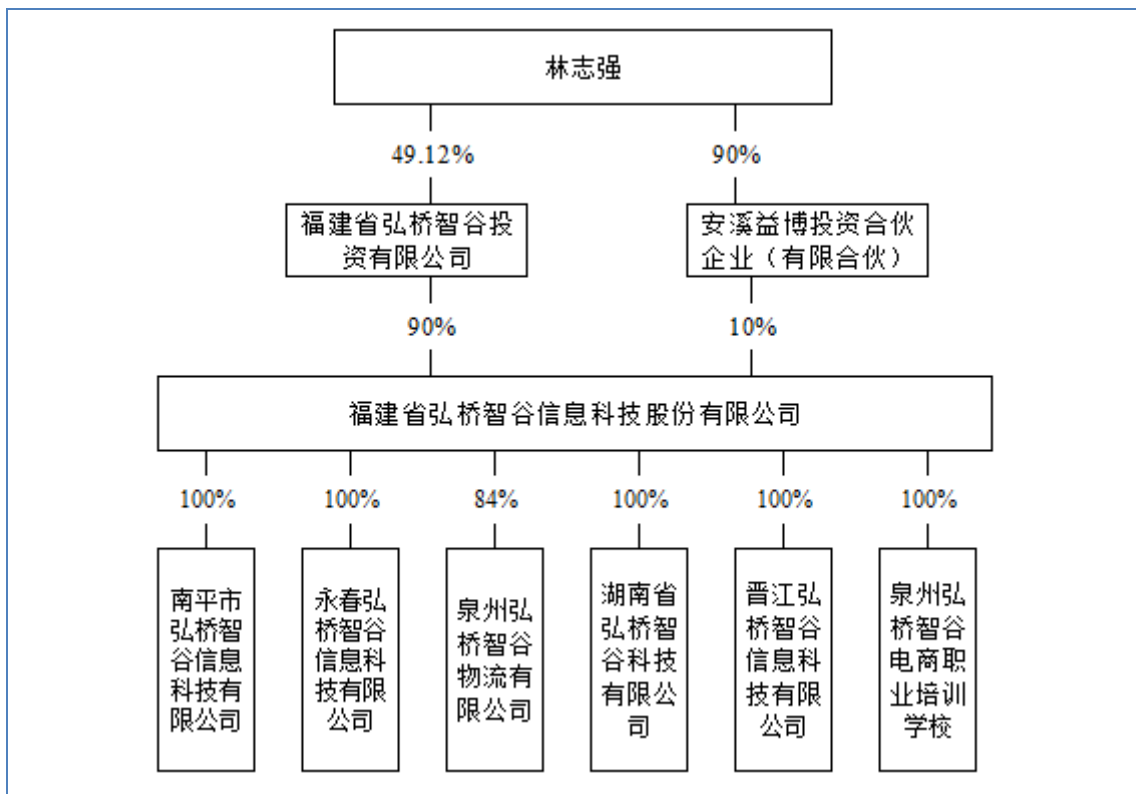 林志强
49.12%
90%
福建省弘桥智谷投
资有限公司
安溪益博投资合伙
企业（有限合伙）
90%
10%
福建省弘桥智谷信息科技股份有限公司
100%
100%
84%
100%
100%
100%
南平市
弘桥智
谷信息
科技有
限公司
永春弘
桥智谷
信息科
技有限
公司
泉州弘
桥智谷
物流有
限公司
湖南省
弘桥智
谷科技
有限公
司
晋江弘
桥智谷
信息科
技有限
公司
泉州弘
桥智谷
电商职
业培训
学校